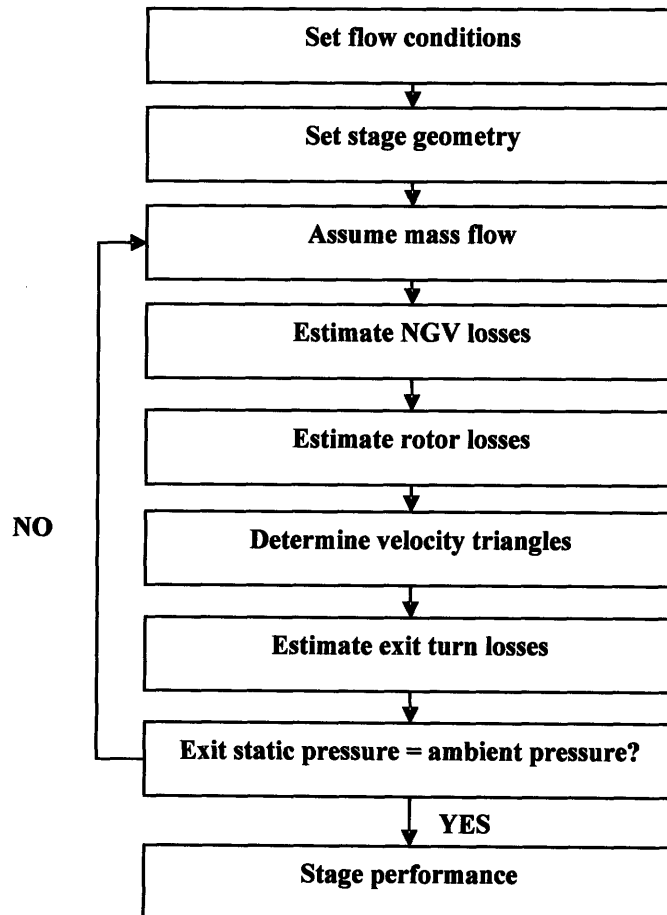 Set flow conditions
Set stage geometry
Assume mass flow
Estimate NGV losses
Estimate rotor losses
NO
Determine velocity triangles
Estimate exit turn losses
Exit static pressure = ambient pressure?
YES
Stage performance